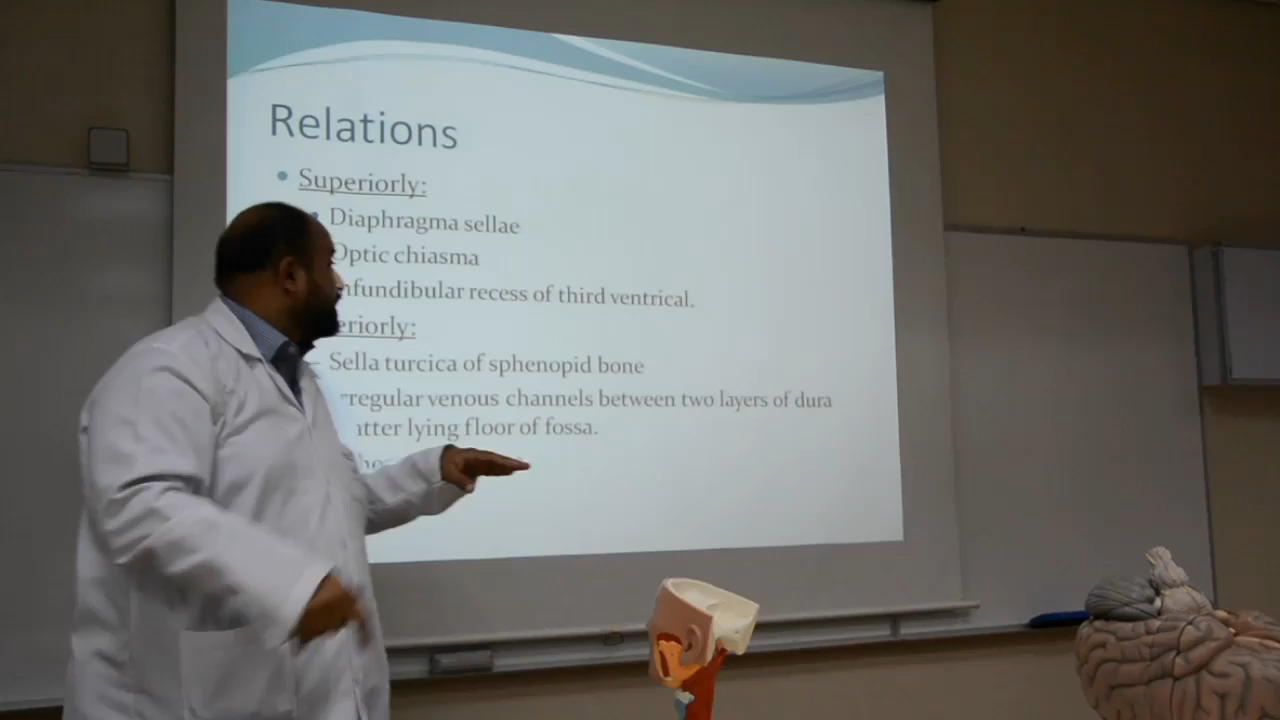 Relations
Superiorly:
Diaphragma sellae
Optic chiasma
nfundibular recess of third ventrical.
eriorly:
Sella turcica of sphenopid bone
rregular venous channels between two layers of dura
atter lying floor of fossa.